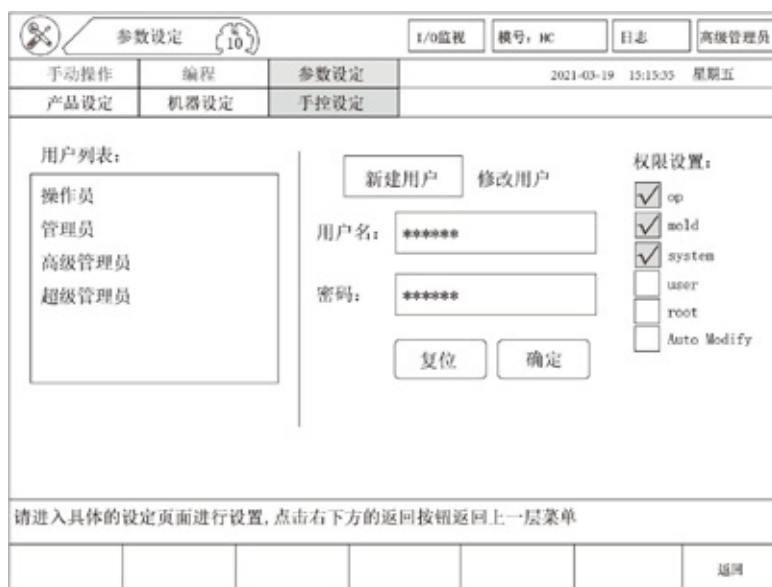 参数设定 % 10 I/O监视 模号：HC 日志 高级管理员
手动操作 编程 参数设定 2021-03-19 15:15:35 星期五
产品设定 机器设定 手控设定
用户列表：
操作员
管理员
高级管理员
超级管理员
新建用户 修改用户
用户名： ******
密码： ******
复位 确定
权限设置：
op
mold
system
user
root
Auto Modify
请进入具体的设定页面进行设置，点击右下方的返回按钮返回上一层菜单
返回